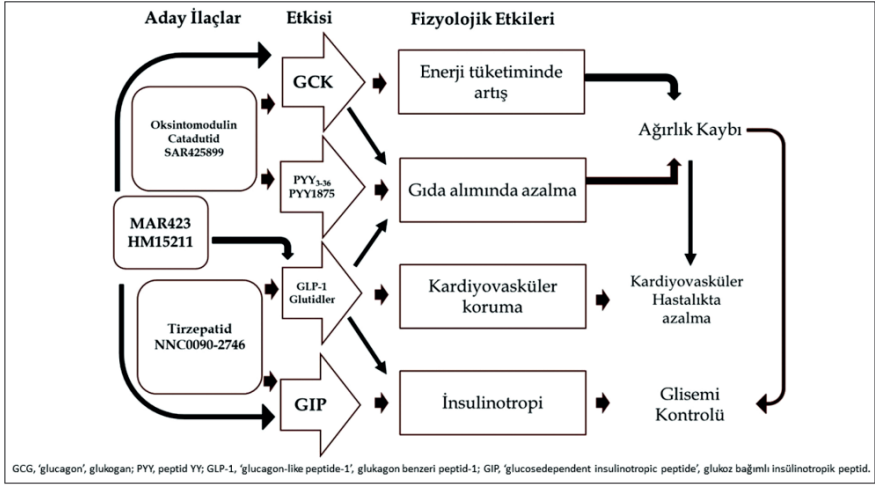 Aday İlaçlar
Etkisi
Fizyolojik Etkileri
GCK
Enerji tüketiminde
artış
Oksintomodulin
Catadutid
SAR425899
Ağırlık Kaybı
PYY3-36
PYY1875
Gıda alımında azalma
MAR423
HM15211
GLP-1
Glutidler
Kardiyovasküler
koruma
Kardiyovasküler
Hastalıkta
azalma
Tirzepatid
NNC0090-2746
GIP
İnsulinotropi
Glisemi
Kontrolü
GCG, ‘glucagon’, glukogan; PYY, peptid YY; GLP-1, ‘glucagon-like peptide-1’, glukagon benzeri peptid-1; GIP, ‘glucosedependent insulinotropic peptide’, glukoz bağımlı insülinotropik peptid.